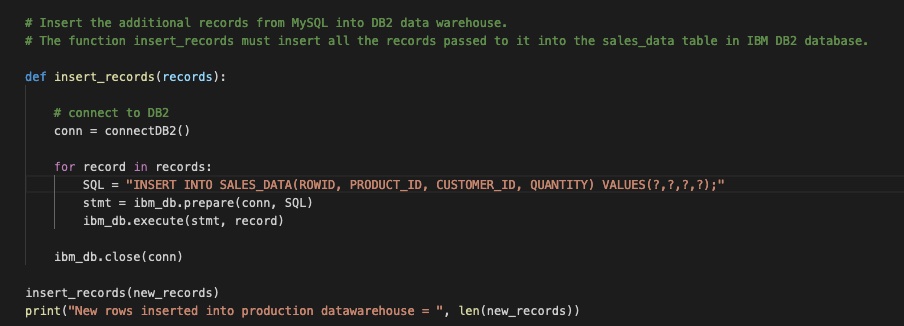 # Insert the additional records from MySQL into DB2 data warehouse.
# The function insert_records must insert all the records passed to it into the sales_data table in IBM DB2 database.
def insert_records(records):
# connect to DB2
conn = connectDB2()
for record in records:
SQL = "INSERT INTO SALES_DATA(ROWID, PRODUCT_ID, CUSTOMER_ID, QUANTITY) VALUES(?,?,?,?);"
stmt = ibm_db.prepare(conn, SQL)
ibm_db.execute(stmt, record)
ibm_db.close(conn)
insert_records(new_records)
print("New rows inserted into production datawarehouse = ", len(new_records))